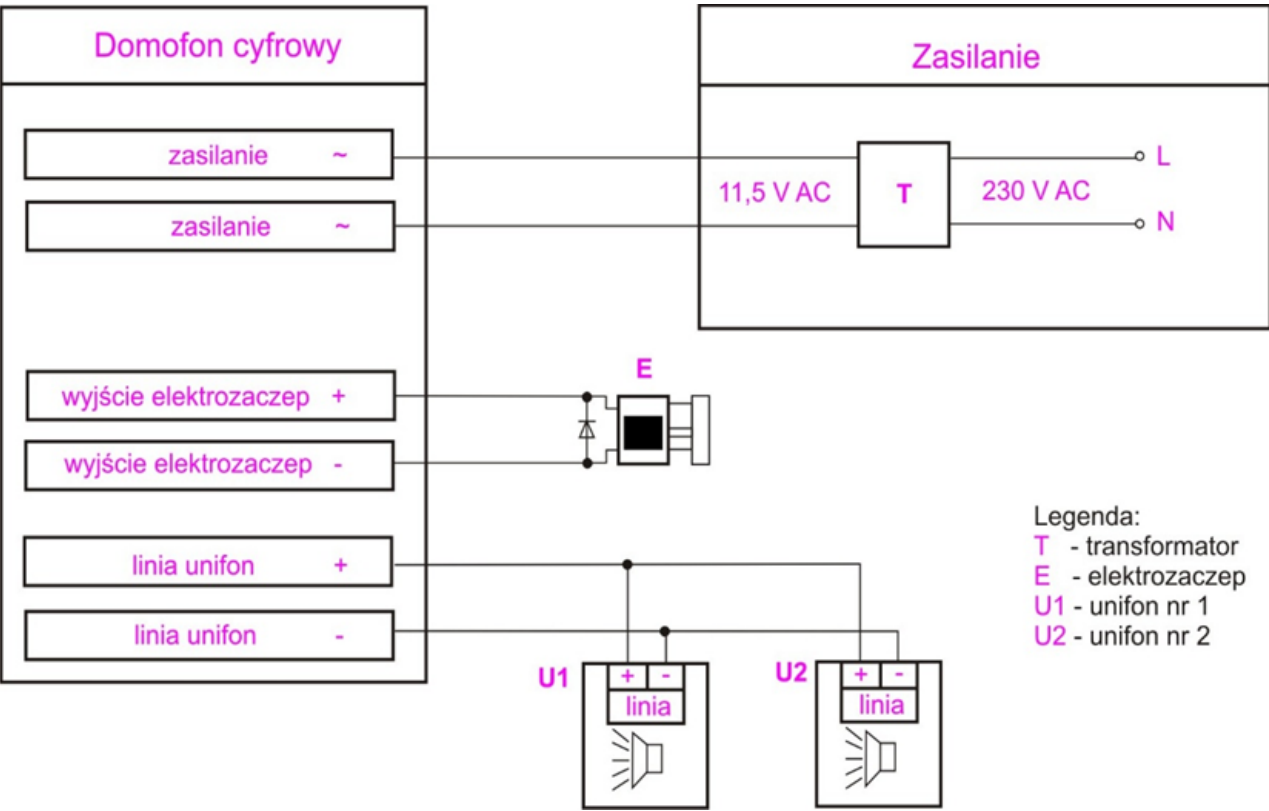 Domofon cyfrowy
zasilanie ~
zasilanie ~
wyjście elektrozaczep +
wyjście elektrozaczep -
linia unifon +
linia unifon -
Zasilanie
11,5 V AC
T
230 V AC
L
N
E
U1
+ -
linia
U2
+ -
linia
Legenda:
T - transformator
E - elektrozaczep
U1 - unifon nr 1
U2 - unifon nr 2